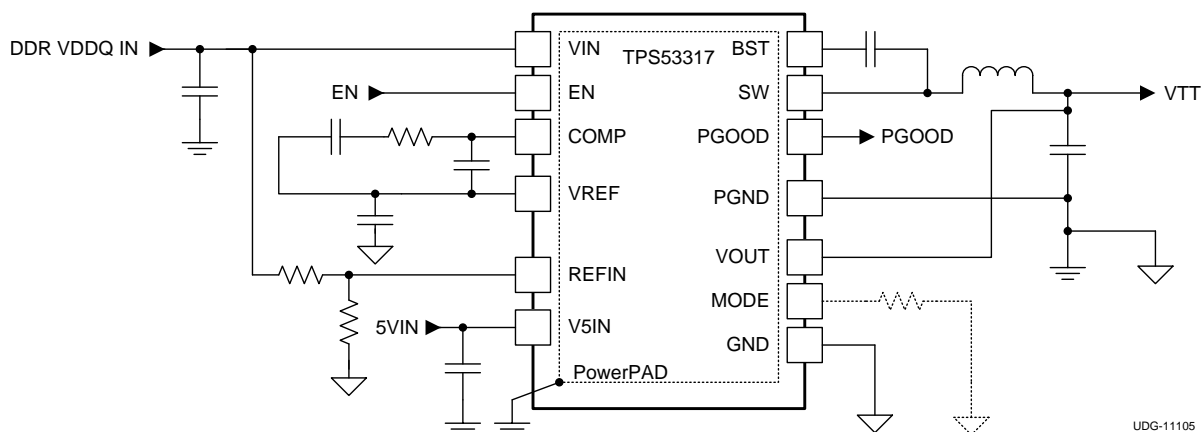 DDR VDDQ IN
VIN
TPS53317
BST
EN
EN
SW
VTT
COMP
PGOOD
PGOOD
VREF
PGND
REFIN
VOUT
MODE
5VIN
V5IN
GND
PowerPAD
UDG-11105